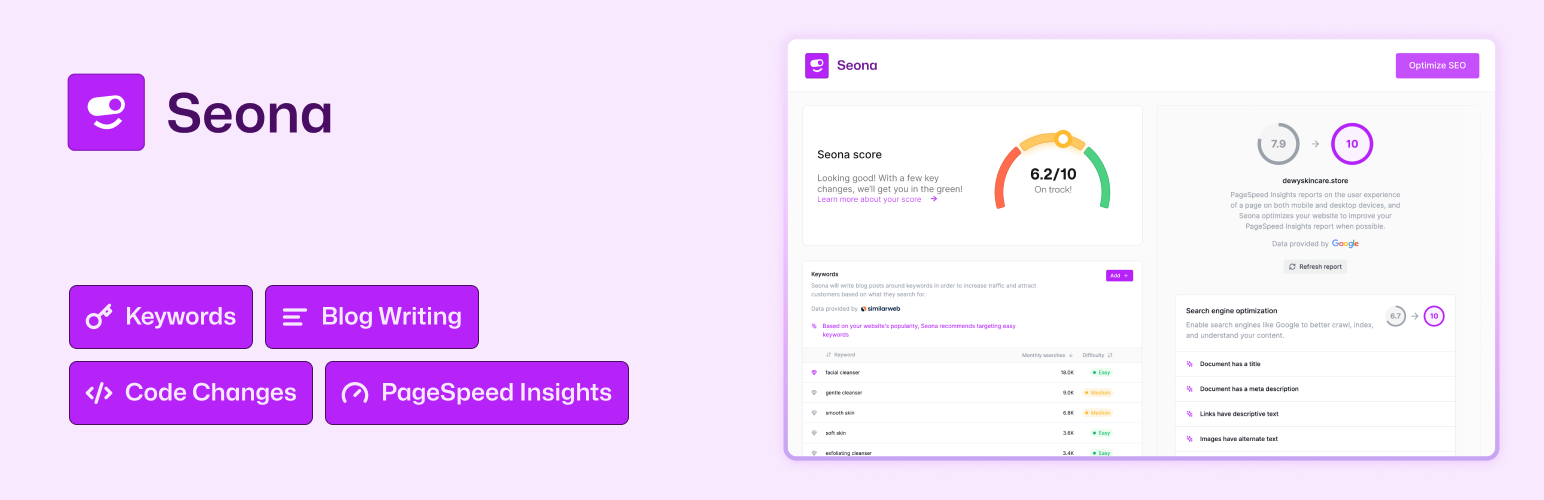 Seona
Keywords
Blog Writing
Code Changes
PageSpeed Insights
Seona
Optimize SEO
Seona score
Looking good! With a few key
changes, we'll get you in the green!
Learn more about your score
6.2/10
On track!
Keywords
Add +
Seona will write blog posts around keywords in order to increase traffic and attract
customers based on what they search for.
Data provided by similarweb
Based on your website's popularity, Seona recommends targeting easy
keywords
Keyword Monthly searches Difficulty
facial cleanser 18.0K Easy
gentle cleanser 9.0K Medium
smooth skin 6.8K Medium
soft skin 3.6K Easy
exfoliating cleanser 3.4K Easy
7.9 → 10
dewyskincare.store
PageSpeed Insights reports on the user experience
of a page on both mobile and desktop devices, and
Seona optimizes your website to improve your
PageSpeed Insights report when possible.
Data provided by Google
Refresh report
Search engine optimization
Enable search engines like Google to better crawl, index,
and understand your content.
6.7 → 10
Document has a title
Document has a meta description
Links have descriptive text
Images have alternate text